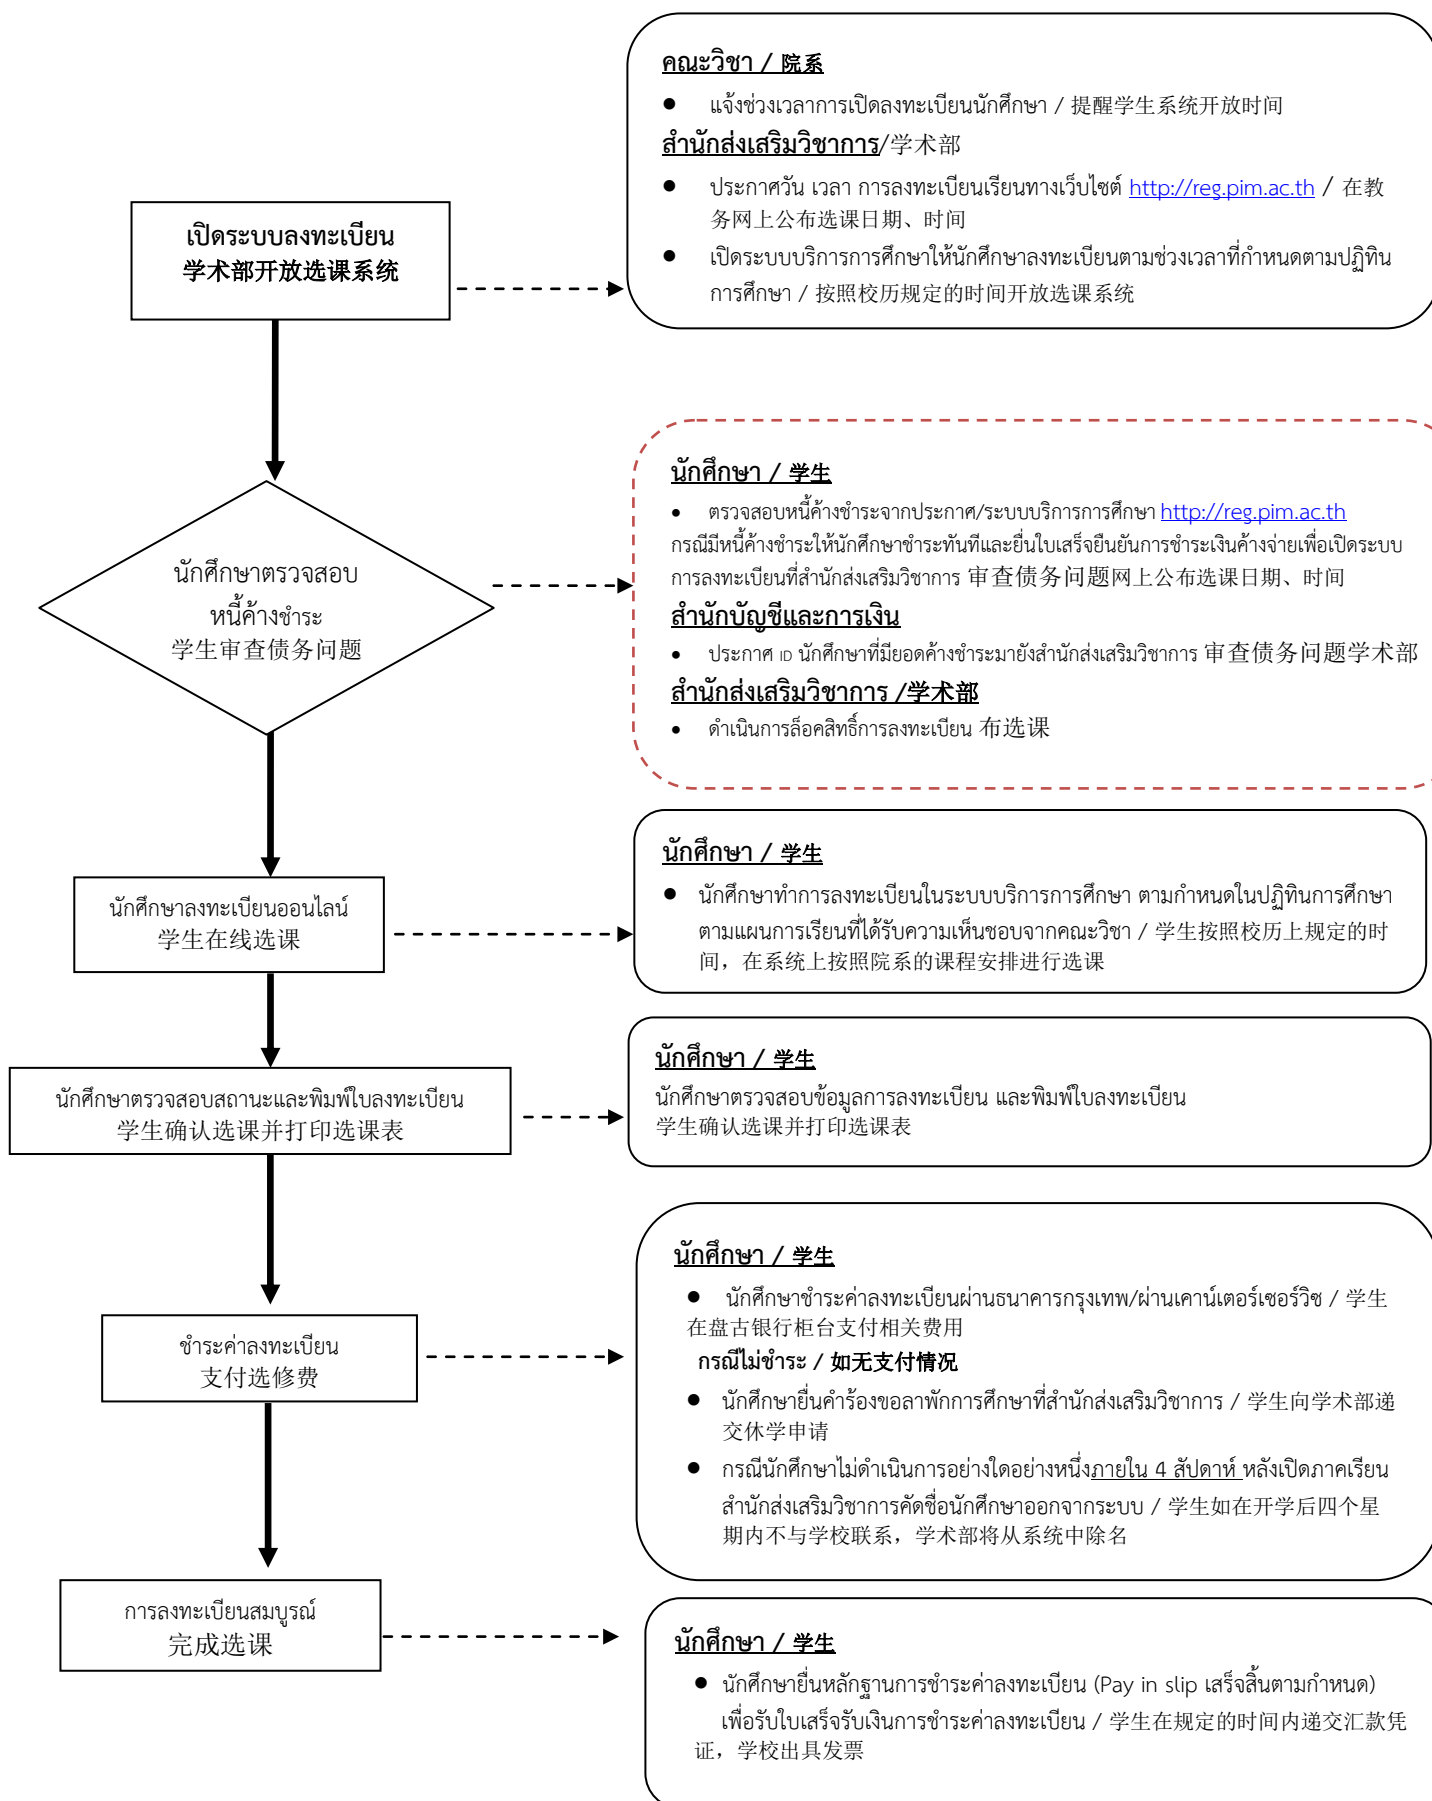 คณะวิชา / 院系
● แจ้งช่วงเวลาการเปิดลงทะเบียนนักศึกษา / 提醒学生系统开放时间
สำนักส่งเสริมวิชาการ/学术部
● ประกาศวัน เวลา การลงทะเบียนเรียนทางเว็บไซต์ http://reg.pim.ac.th / 在教
务网上公布选课日期、时间
● เปิดระบบบริการการศึกษาให้นักศึกษาลงทะเบียนตามช่วงเวลาที่กำหนดตามปฏิทิน
การศึกษา / 按照校历规定的时间开放选课系统
เปิดระบบลงทะเบียน
学术部开放选课系统
นักศึกษา / 学生
● ตรวจสอบหนี้ค้างชำระจากประกาศ/ระบบบริการการศึกษา http://reg.pim.ac.th
กรณีมีหนี้ค้างชำระให้นักศึกษาชำระทันทีและยื่นใบเสร็จยืนยันการชำระเงินค้างจ่ายเพื่อเปิดระบบ
การลงทะเบียนที่สำนักส่งเสริมวิชาการ 审查债务问题网上公布选课日期、时间
สำนักบัญชีและการเงิน
● ประกาศ ID นักศึกษาที่มียอดค้างชำระมายังสำนักส่งเสริมวิชาการ 审查债务问题学术部
สำนักส่งเสริมวิชาการ /学术部
● ดำเนินการล็อคสิทธิ์การลงทะเบียน 布选课
นักศึกษาตรวจสอบ
หนี้ค้างชำระ
学生审查债务问题
นักศึกษา / 学生
● นักศึกษาทำการลงทะเบียนในระบบบริการการศึกษา ตามกำหนดในปฏิทินการศึกษา
ตามแผนการเรียนที่ได้รับความเห็นชอบจากคณะวิชา / 学生按照校历上规定的时
间，在系统上按照院系的课程安排进行选课
นักศึกษาลงทะเบียนออนไลน์
学生在线选课
นักศึกษา / 学生
นักศึกษาตรวจสอบข้อมูลการลงทะเบียน และพิมพ์ใบลงทะเบียน
学生确认选课并打印选课表
นักศึกษาตรวจสอบสถานะและพิมพ์ใบลงทะเบียน
学生确认选课并打印选课表
นักศึกษา / 学生
● นักศึกษาชำระค่าลงทะเบียนผ่านธนาคารกรุงเทพ/ผ่านเคาน์เตอร์เซอร์วิซ / 学生
在盘古银行柜台支付相关费用
กรณีไม่ชำระ / 如无支付情况
● นักศึกษายื่นคำร้องขอลาพักการศึกษาที่สำนักส่งเสริมวิชาการ / 学生向学术部递
交休学申请
● กรณีนักศึกษาไม่ดำเนินการอย่างใดอย่างหนึ่งภายใน 4 สัปดาห์ หลังเปิดภาคเรียน
สำนักส่งเสริมวิชาการคัดชื่อนักศึกษาออกจากระบบ / 学生如在开学后四个星
期内不与学校联系，学术部将从系统中除名
ชำระค่าลงทะเบียน
支付选修费
การลงทะเบียนสมบูรณ์
完成选课
นักศึกษา / 学生
● นักศึกษายื่นหลักฐานการชำระค่าลงทะเบียน (Pay in slip เสร็จสิ้นตามกำหนด)
เพื่อรับใบเสร็จรับเงินการชำระค่าลงทะเบียน / 学生在规定的时间内递交汇款凭
证，学校出具发票